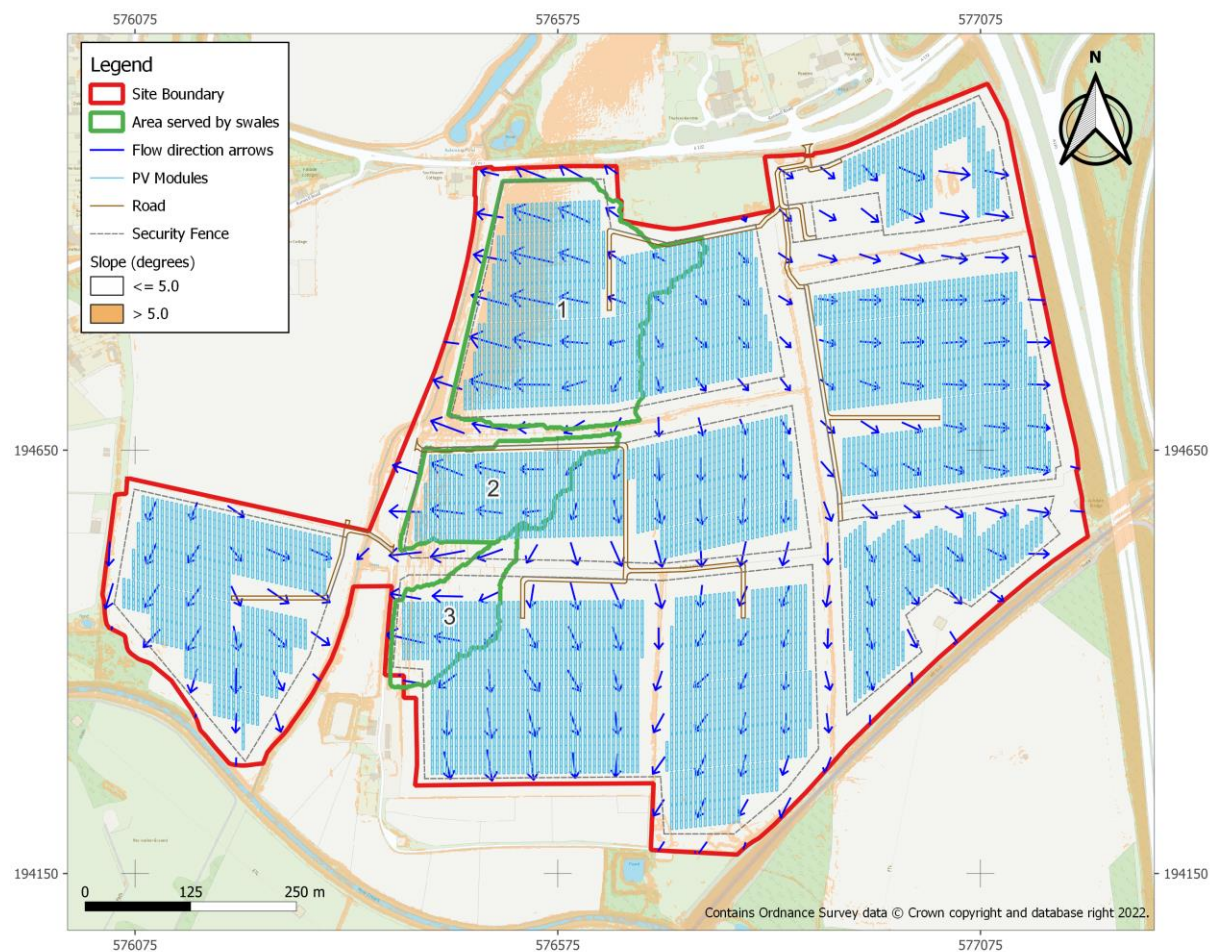 576075
576575
577075
Legend
Site Boundary
Area served by swales
Flow direction arrows
PV Modules
Road
Security Fence
Slope (degrees)
<= 5.0
> 5.0
N
1
2
3
194650
194650
194150
194150
0
125
250 m
Contains Ordnance Survey data © Crown copyright and database right 2022.
576075
576575
577075